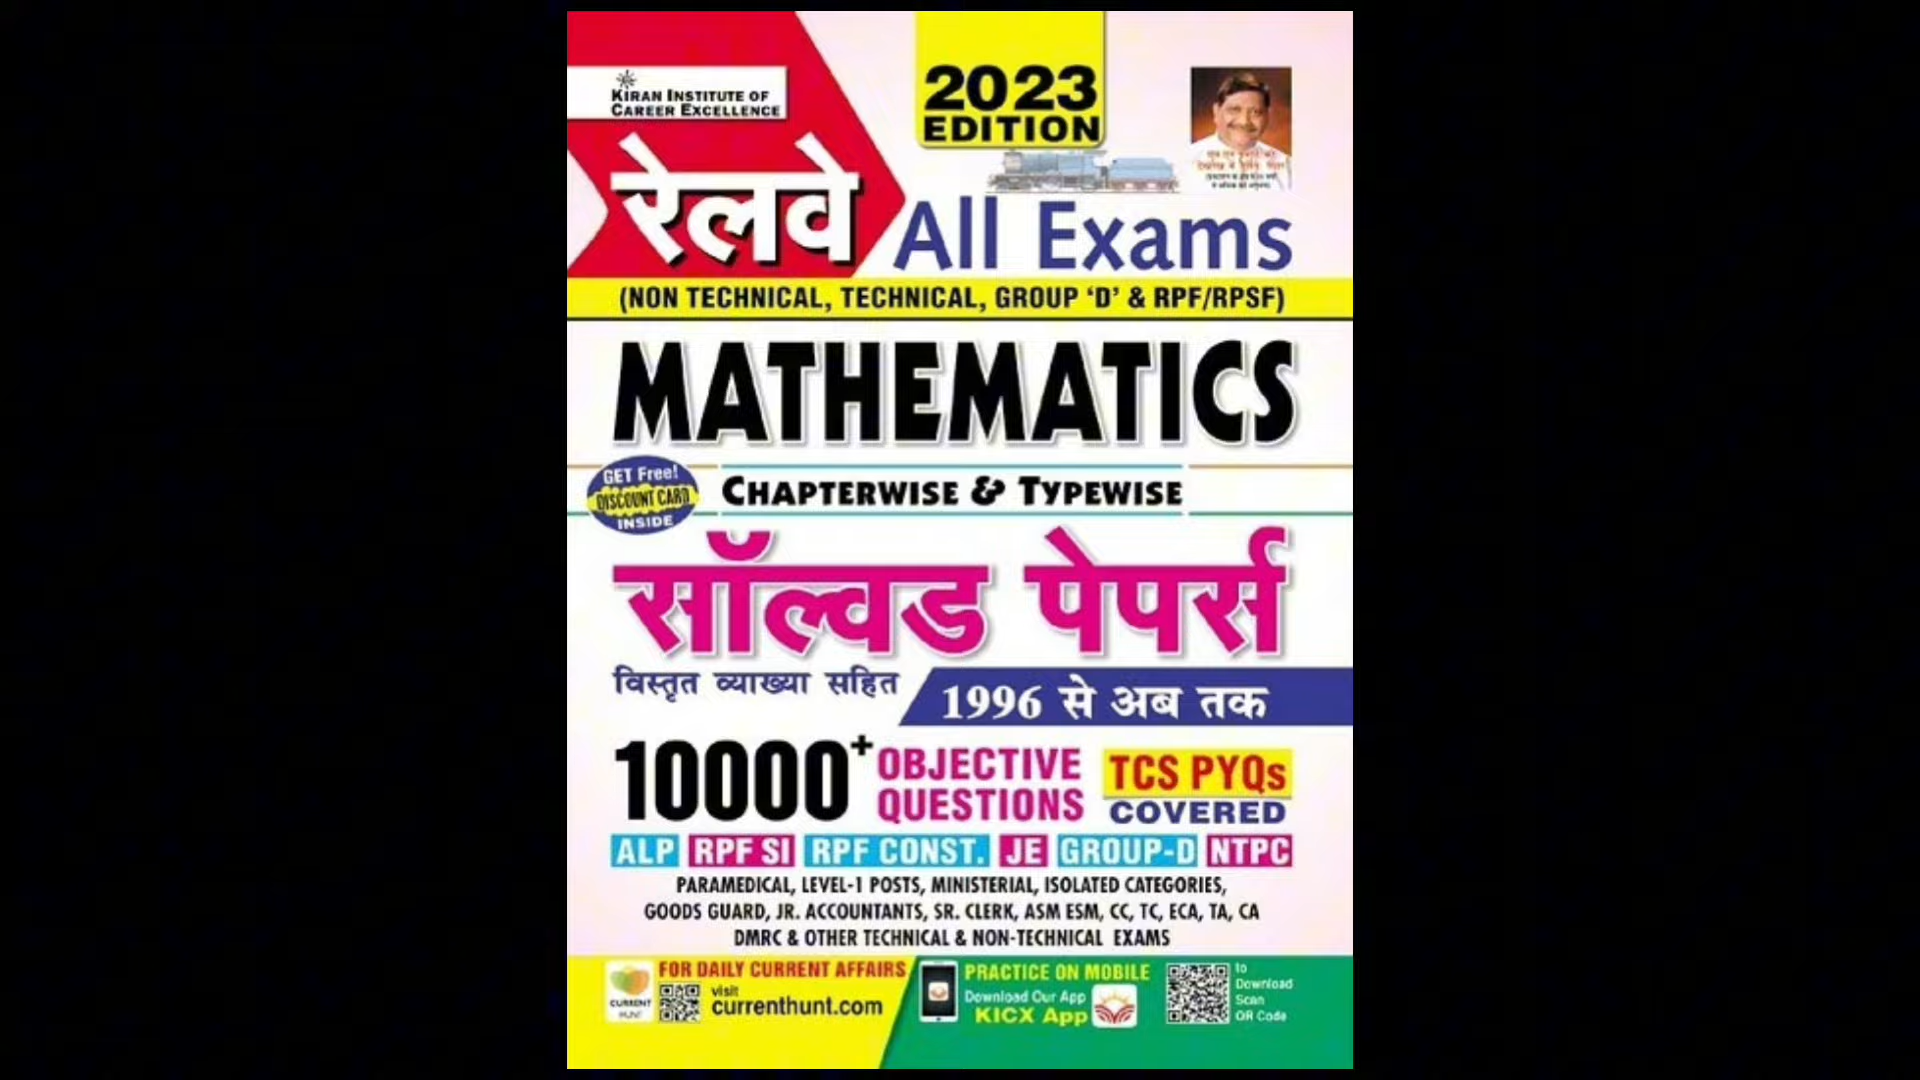 KIRAN INSTITUTE OF
CAREER EXCELLENCE
2023
EDITION
रेलवे All Exams
(NON TECHNICAL, TECHNICAL, GROUP ‘D’ & RPF/RPSF)
MATHEMATICS
GET Free!
DISCOUNT CARD
INSIDE
CHAPTERWISE & TYPEWISE
सॉल्वड पेपर्स
विस्तृत व्याख्या सहित
1996 से अब तक
10000+ OBJECTIVE
QUESTIONS
TCS PYQs
COVERED
ALP RPF SI RPF CONST. JE GROUP-D NTPC
PARAMEDICAL, LEVEL-1 POSTS, MINISTERIAL, ISOLATED CATEGORIES,
GOODS GUARD, JR. ACCOUNTANTS, SR. CLERK, ASM ESM, CC, TC, ECA, TA, CA
DMRC & OTHER TECHNICAL & NON-TECHNICAL EXAMS
CURRENT
HUNT
FOR DAILY CURRENT AFFAIRS
visit
currenthunt.com
PRACTICE ON MOBILE
Download Our App
KICX App
to
Download
Scan
QR Code